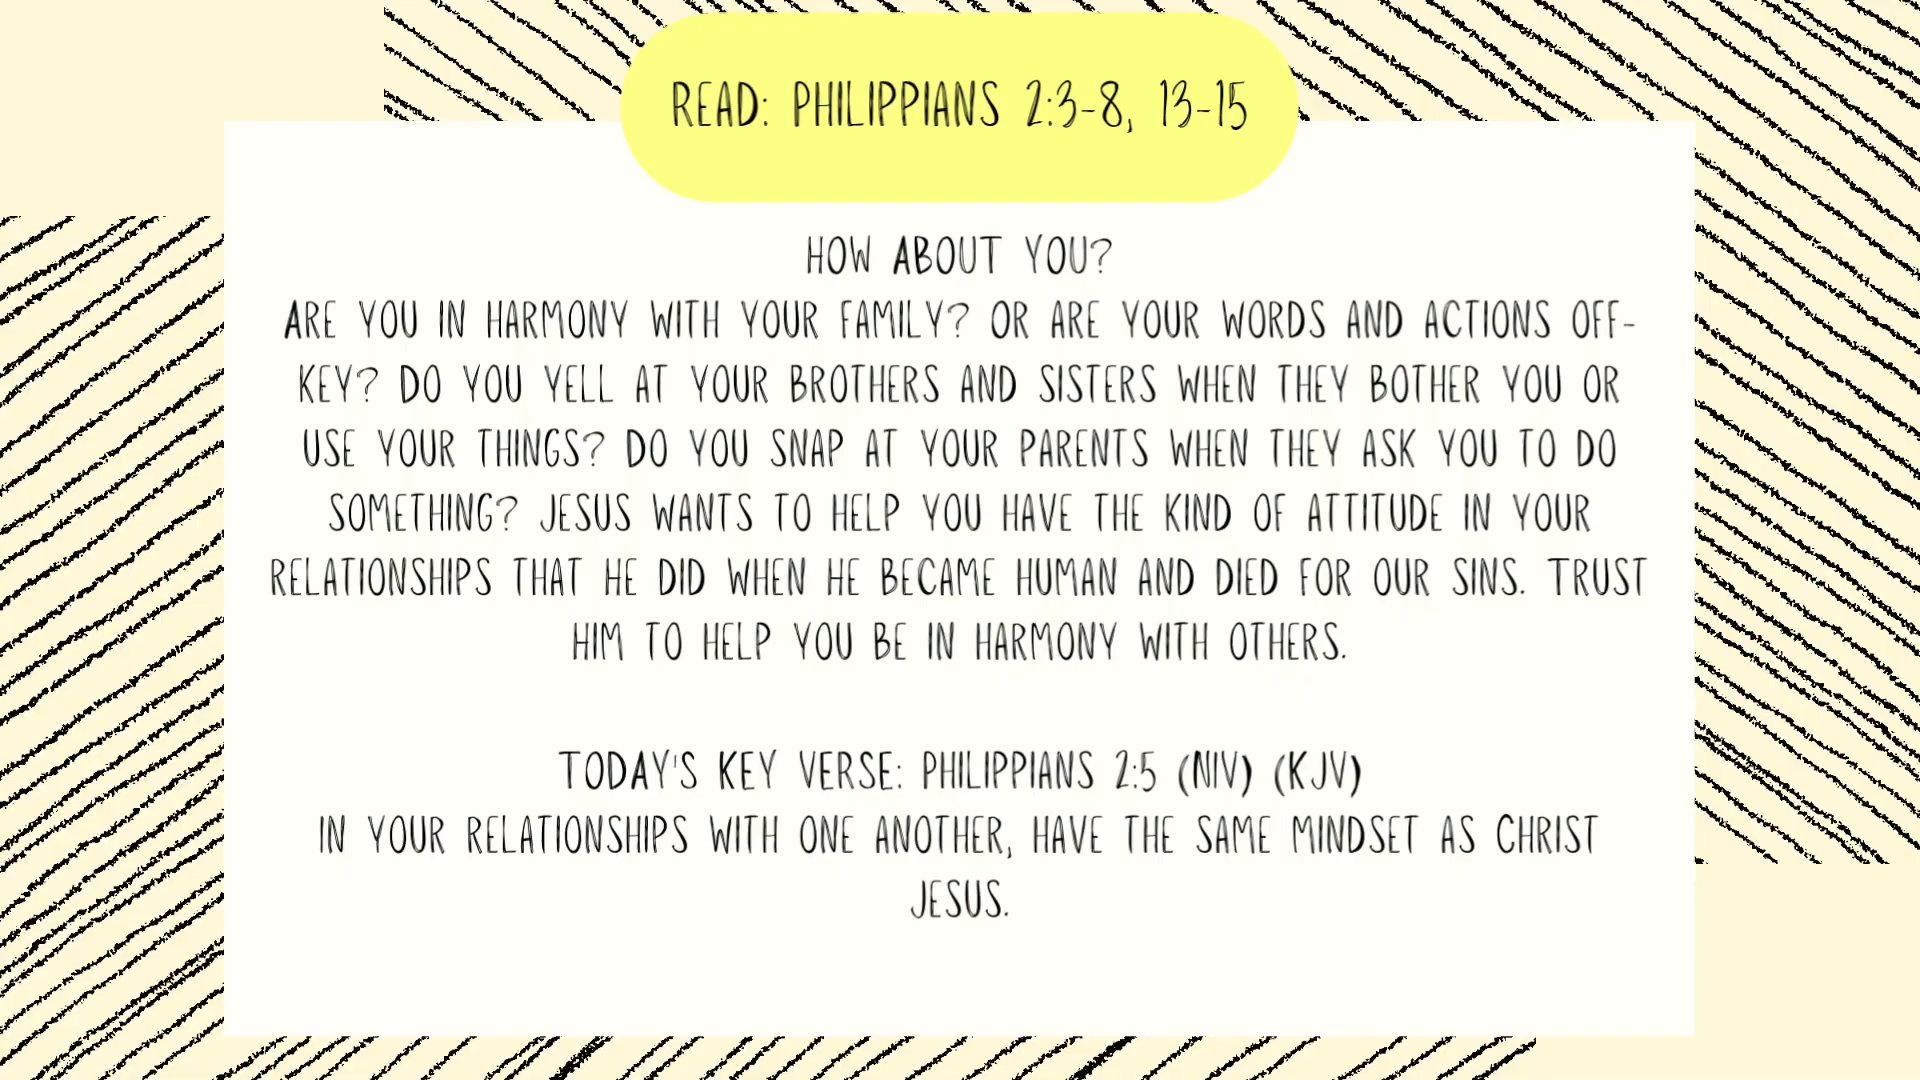 READ: PHILIPPIANS 2:3-8, 13-15
HOW ABOUT YOU?
ARE YOU IN HARMONY WITH YOUR FAMILY? OR ARE YOUR WORDS AND ACTIONS OFF-
KEY? DO YOU YELL AT YOUR BROTHERS AND SISTERS WHEN THEY BOTHER YOU OR
USE YOUR THINGS? DO YOU SNAP AT YOUR PARENTS WHEN THEY ASK YOU TO DO
SOMETHING? JESUS WANTS TO HELP YOU HAVE THE KIND OF ATTITUDE IN YOUR
RELATIONSHIPS THAT HE DID WHEN HE BECAME HUMAN AND DIED FOR OUR SINS. TRUST
HIM TO HELP YOU BE IN HARMONY WITH OTHERS.
TODAY'S KEY VERSE: PHILIPPIANS 2:5 (NIV) (KJV)
IN YOUR RELATIONSHIPS WITH ONE ANOTHER, HAVE THE SAME MINDSET AS CHRIST
JESUS.